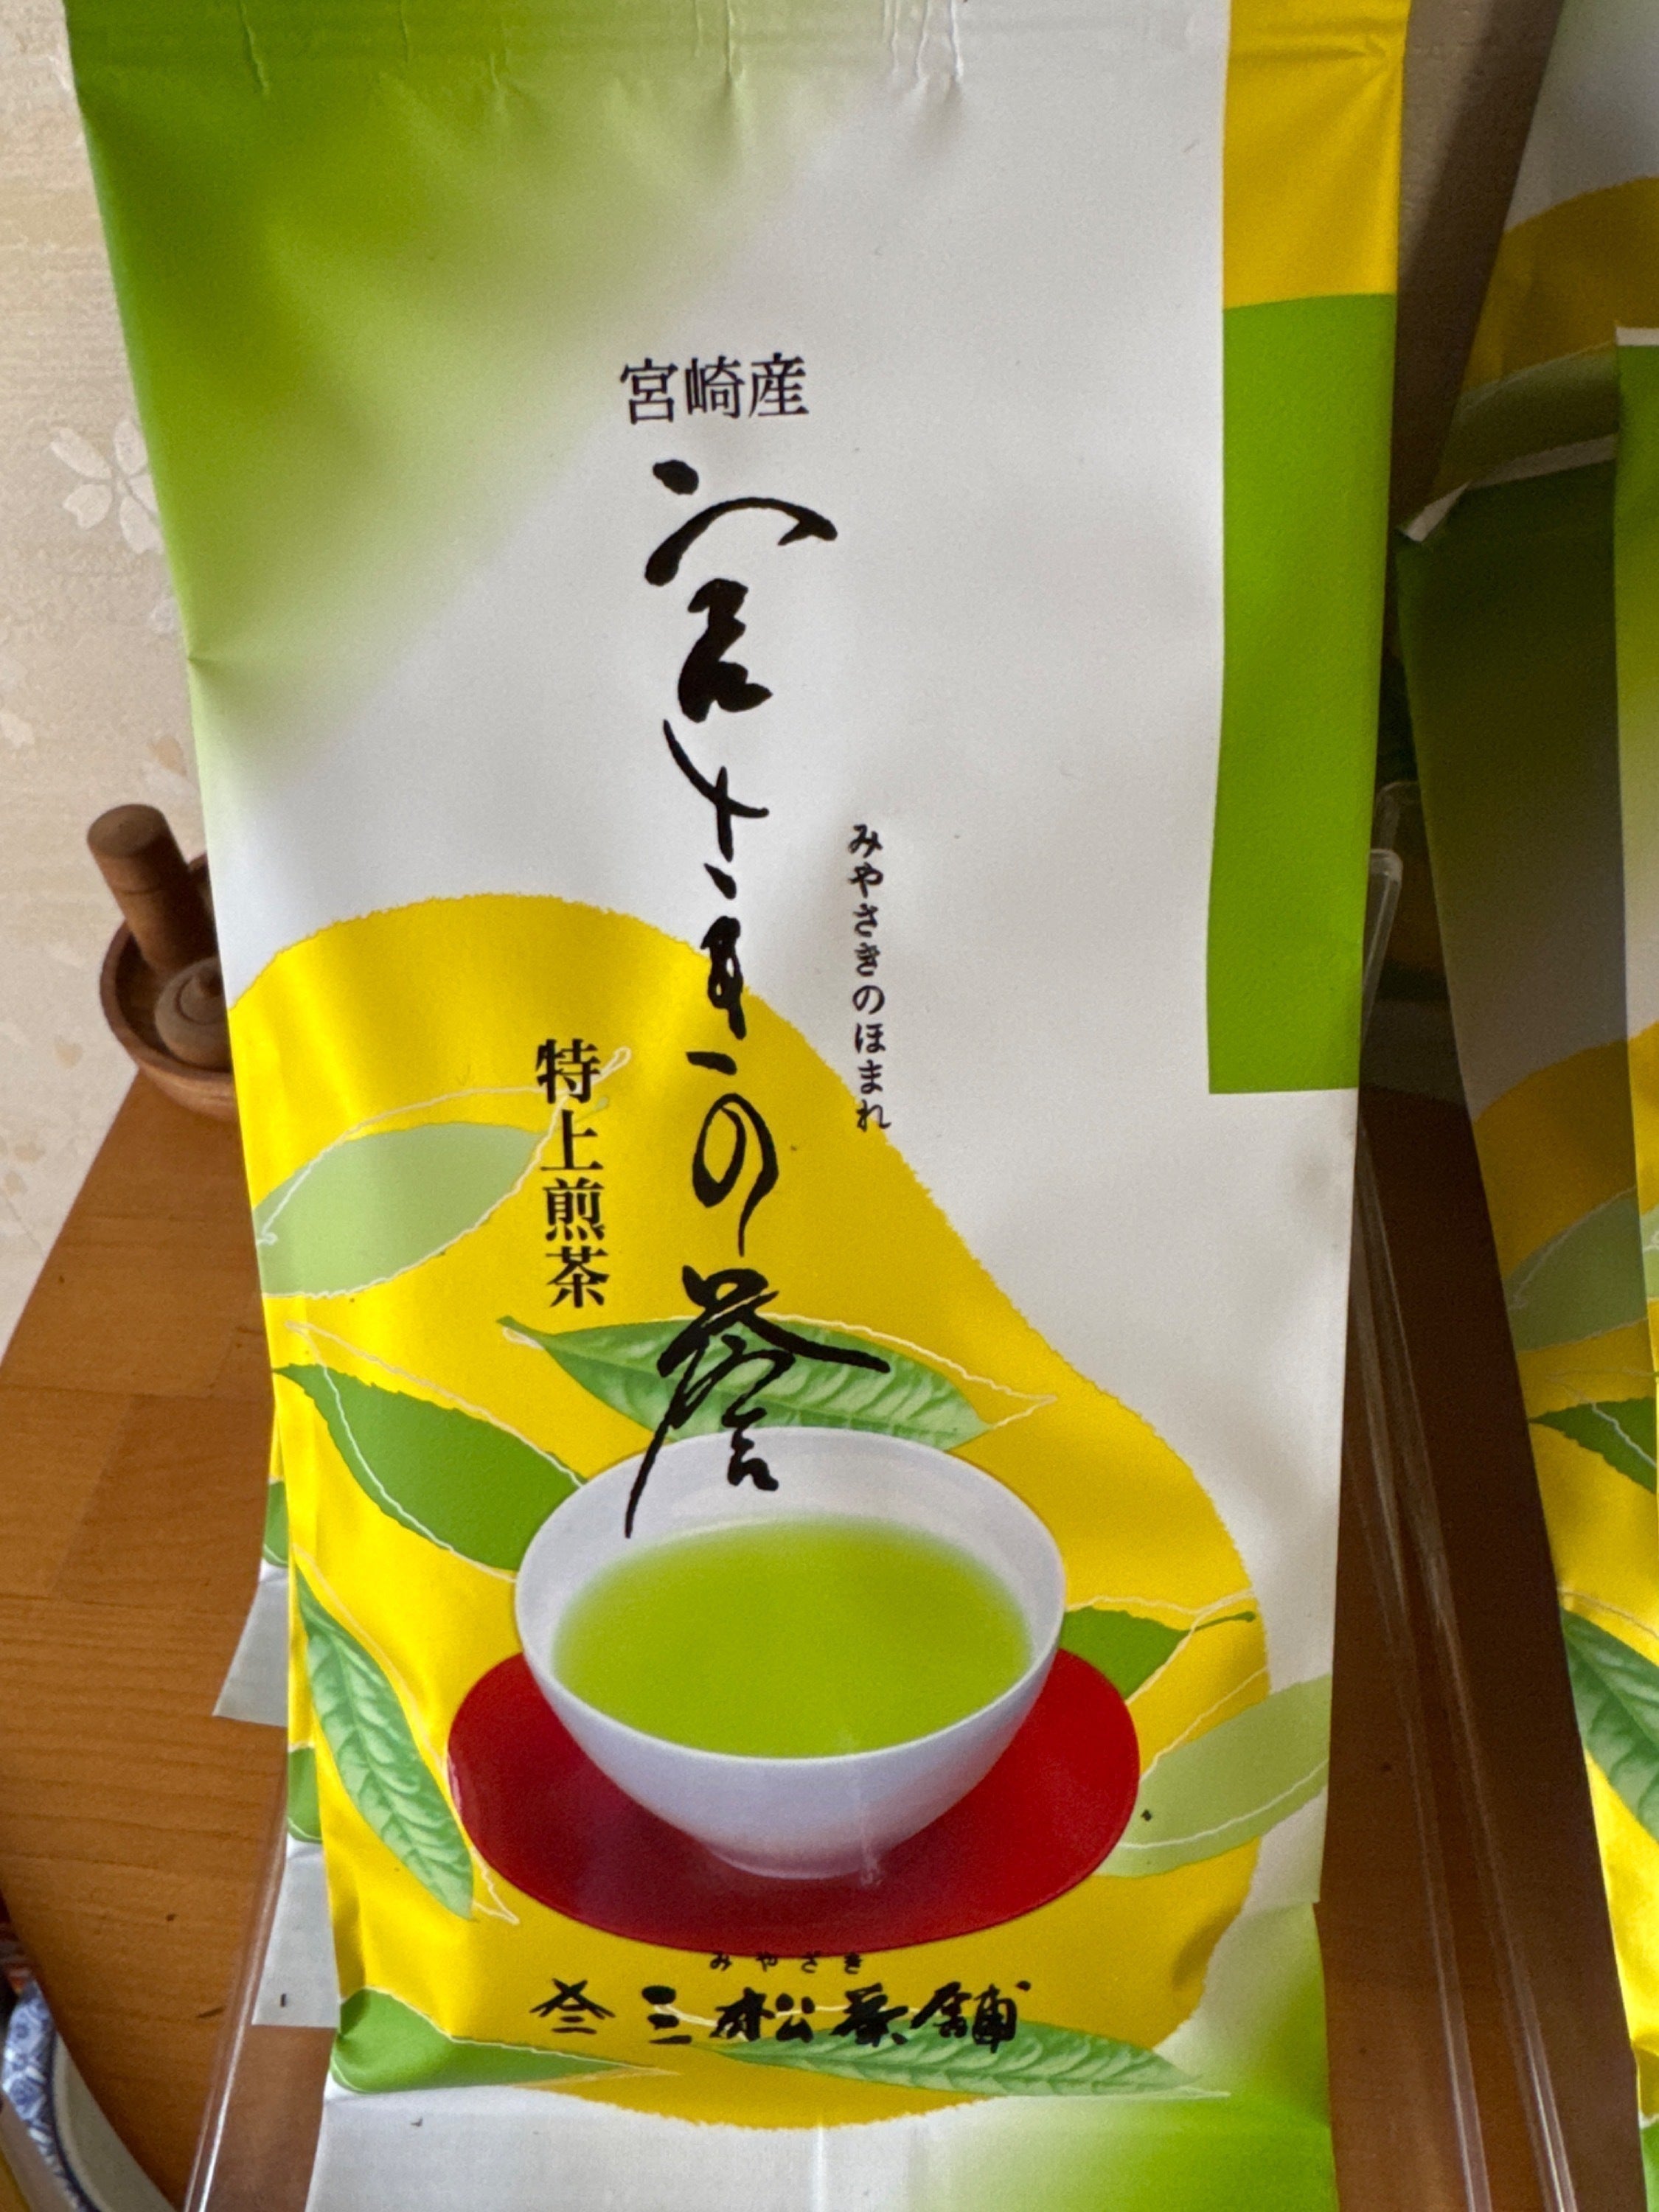 宮崎産
宮さきの誉
みやさきのほまれ
特上煎茶
みやざき
三松茶舗